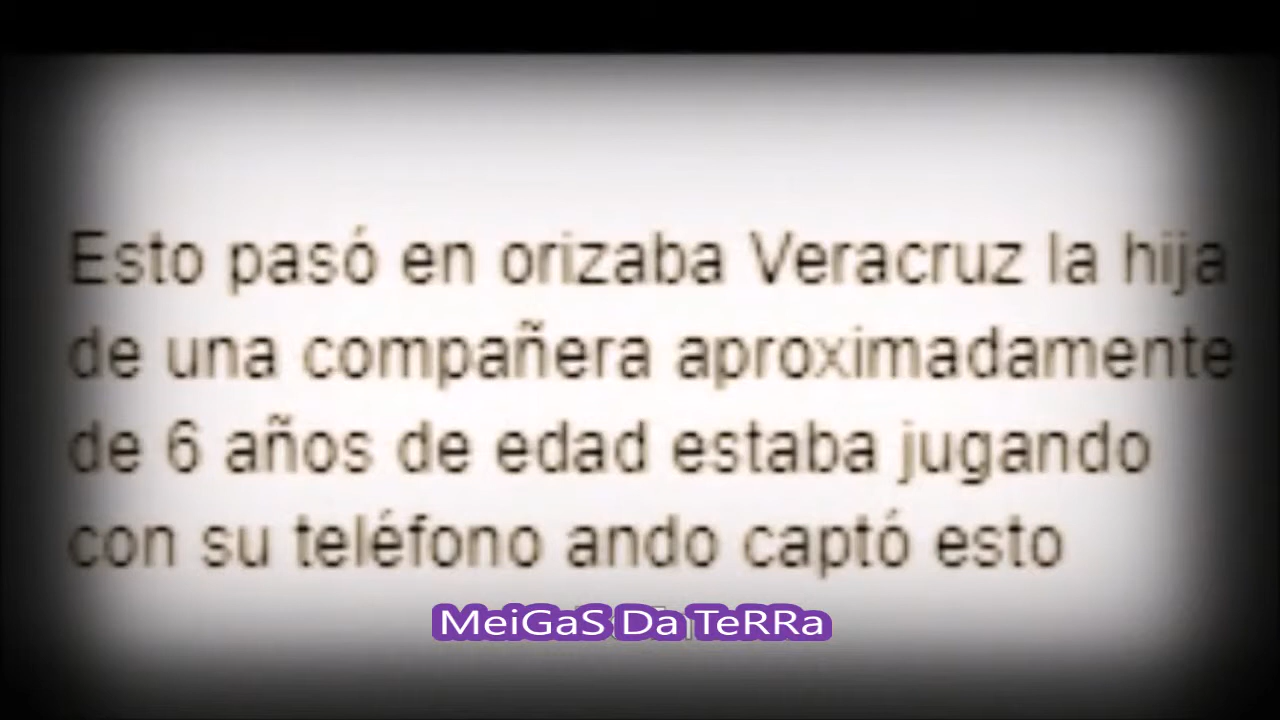 Esto pasó en orizaba Veracruz la hija
de una compañera aproximadamente
de 6 años de edad estaba jugando
con su teléfono ando captó esto
MeiGaS Da TeRRa